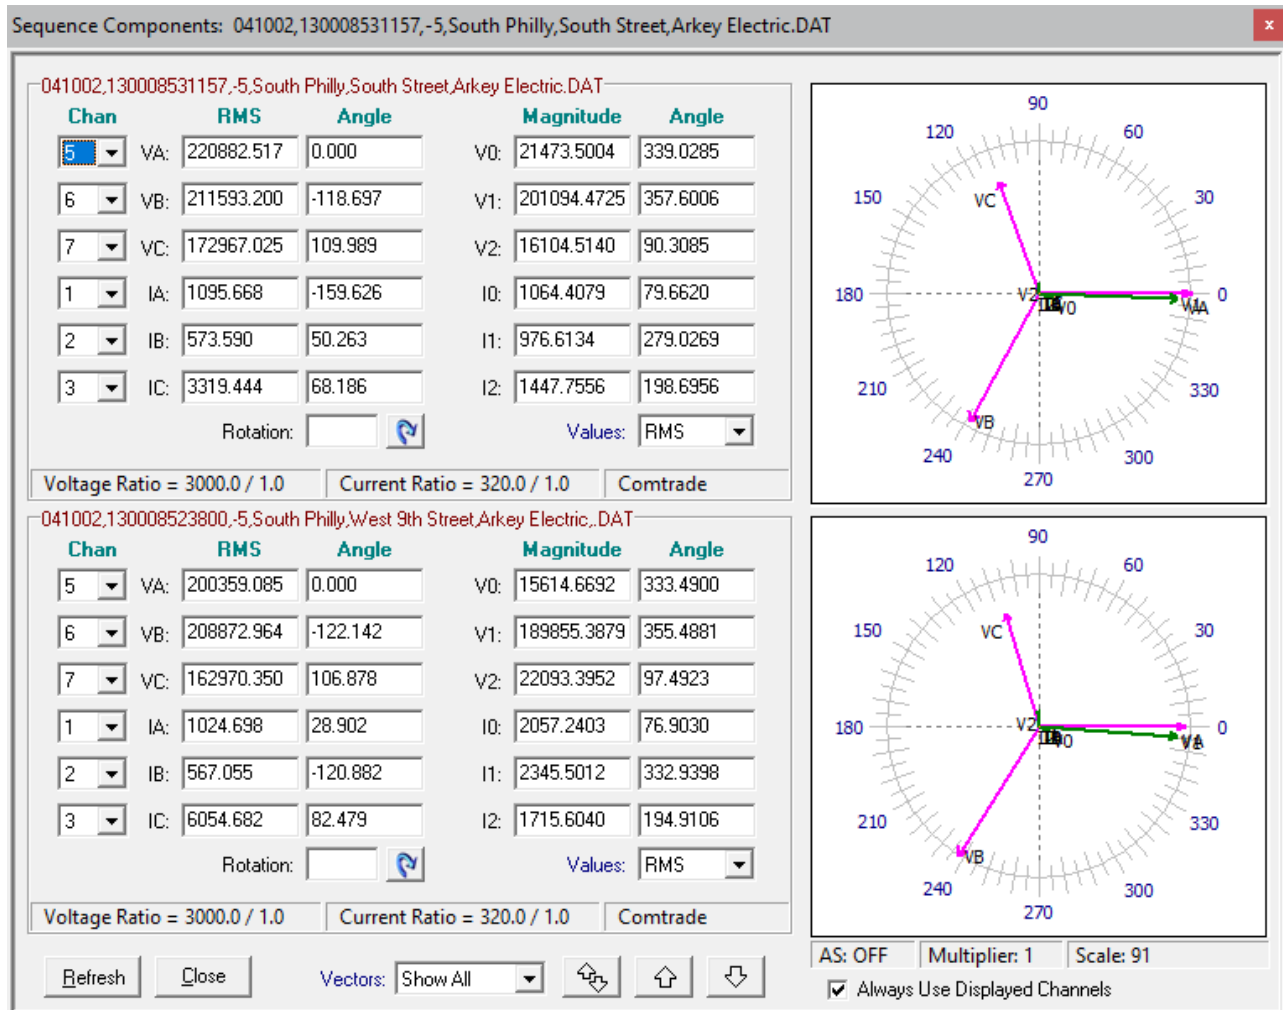 Sequence Components: 041002,130008531157,-5,South Philly,South Street,Arkey Electric.DAT
x
041002,130008531157,-5,South Philly,South Street,Arkey Electric.DAT
Chan RMS Angle Magnitude Angle
5 VA: 220882.517 0.000 V0: 21473.5004 339.0285
6 VB: 211593.200 -118.697 V1: 201094.4725 357.6006
7 VC: 172967.025 109.989 V2: 16104.5140 90.3085
1 IA: 1095.668 -159.626 I0: 1064.4079 79.6620
2 IB: 573.590 50.263 I1: 976.6134 279.0269
3 IC: 3319.444 68.186 I2: 1447.7556 198.6956
Rotation: Values: RMS
Voltage Ratio = 3000.0 / 1.0 Current Ratio = 320.0 / 1.0 Comtrade
90
120 60
VC
150 30
180 V2 V0 V1 VA 0
210 330
VB
240 300
270
041002,130008523800,-5,South Philly,West 9th Street,Arkey Electric,.DAT
Chan RMS Angle Magnitude Angle
5 VA: 200359.085 0.000 V0: 15614.6692 333.4900
6 VB: 208872.964 -122.142 V1: 189855.3879 355.4881
7 VC: 162970.350 106.878 V2: 22093.3952 97.4923
1 IA: 1024.698 28.902 I0: 2057.2403 76.9030
2 IB: 567.055 -120.882 I1: 2345.5012 332.9398
3 IC: 6054.682 82.479 I2: 1715.6040 194.9106
Rotation: Values: RMS
Voltage Ratio = 3000.0 / 1.0 Current Ratio = 320.0 / 1.0 Comtrade
90
120 60
150 VC 30
180 V2 VA 0
210 330
VB
240 300
270
AS: OFF Multiplier: 1 Scale: 91
Refresh Close Vectors: Show All
Always Use Displayed Channels